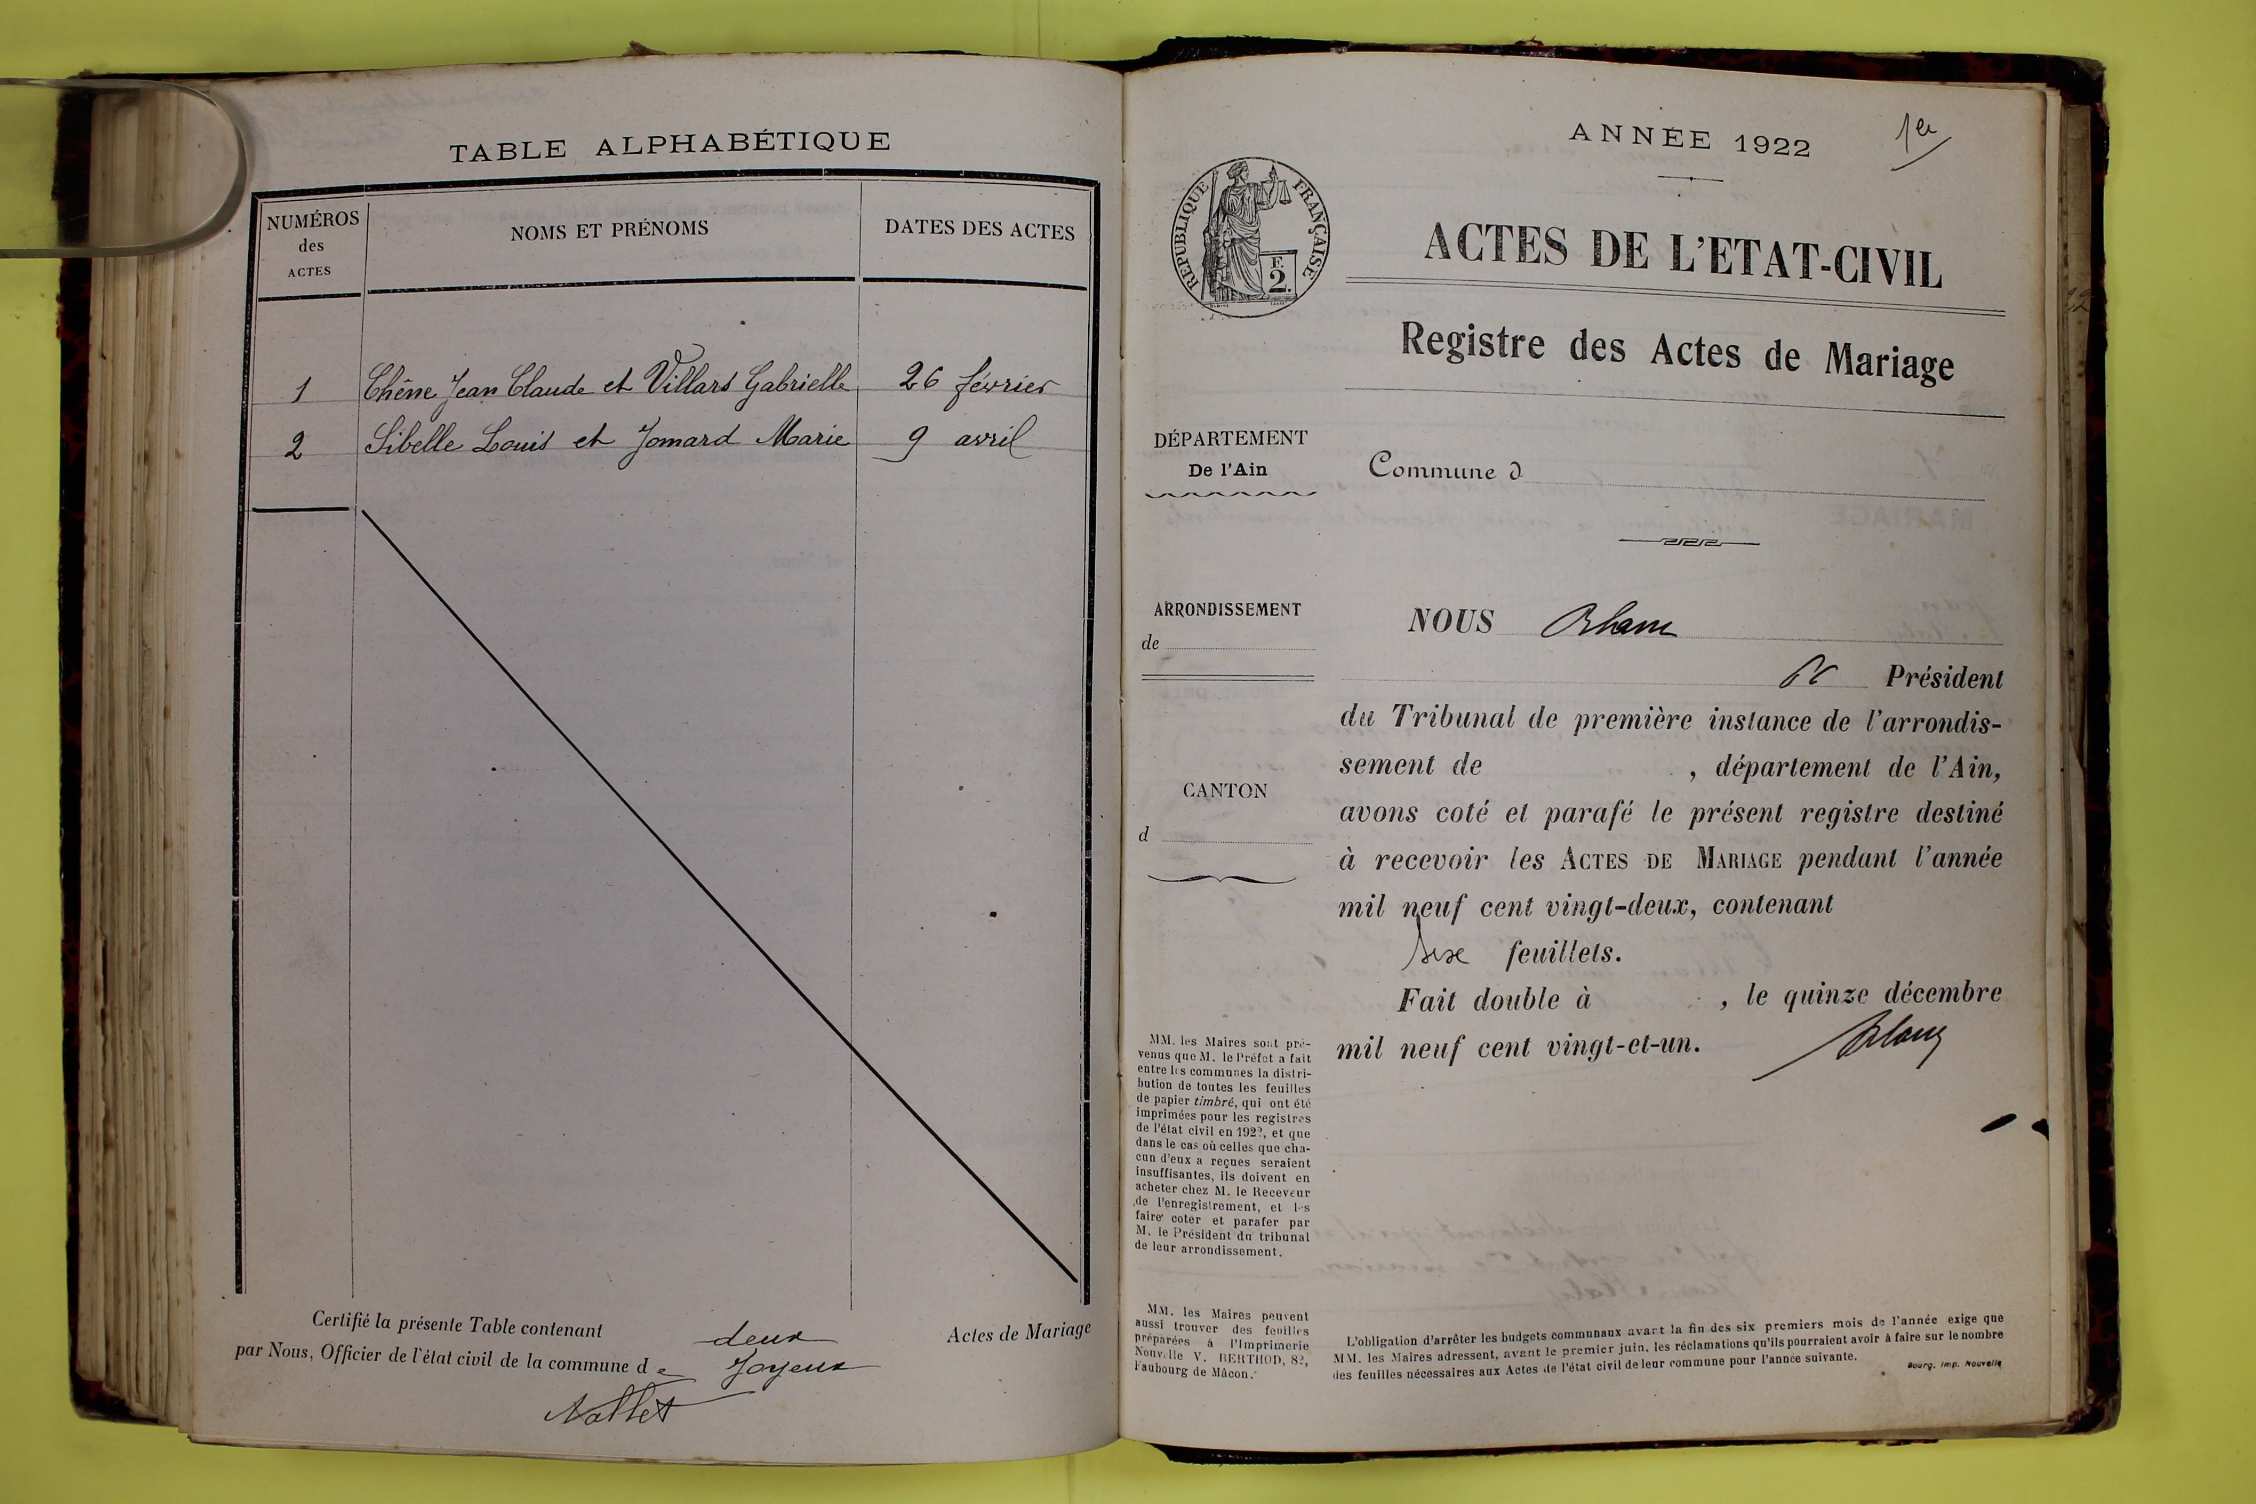 TABLE ALPHABÉTIQUE
NUMÉROS
des
ACTES
NOMS ET PRÉNOMS
DATES DES ACTES
1 Chêne Jean Claude et Villars Gabrielle 26 février
2 Sibelle Louis et Jomard Marie 9 avril
Certifié la présente Table contenant deux Actes de Mariage
par Nous, Officier de l'état civil de la commune de Joyeux
Nallet
ANNÉE 1922
1er
RÉPUBLIQUE FRANÇAISE
F.
2.
ACTES DE L'ETAT-CIVIL
Registre des Actes de Mariage
DÉPARTEMENT
De l'Ain
Commune d
ARRONDISSEMENT
de
CANTON
d
NOUS Blanc
Président
du Tribunal de première instance de l'arrondis-
sement de , département de l'Ain,
avons coté et parafé le présent registre destiné
à recevoir les ACTES DE MARIAGE pendant l'année
mil neuf cent vingt-deux, contenant
six feuillets.
Fait double à , le quinze décembre
mil neuf cent vingt-et-un.
Blanc
MM. les Maires sont pré-
venus que M. le Préfet a fait
entre les communes la distri-
bution de toutes les feuilles
de papier timbré, qui ont été
imprimées pour les registres
de l'état civil en 1922, et que
dans le cas où celles que cha-
cun d'eux a reçues seraient
insuffisantes, ils doivent en
acheter chez M. le Receveur
de l'enregistrement, et les
faire coter et parafer par
M. le Président du tribunal
de leur arrondissement.
MM. les Maires peuvent
aussi trouver des feuilles
préparées à l'Imprimerie
Nouvelle V. BERTHOD, 82,
Faubourg de Mâcon.
L'obligation d'arrêter les budgets communaux avant la fin des six premiers mois de l'année exige que
MM. les Maires adressent, avant le premier juin, les réclamations qu'ils pourraient avoir à faire sur le nombre
des feuilles nécessaires aux Actes de l'état civil de leur commune pour l'année suivante.
Bourg, Imp. Nouvelle